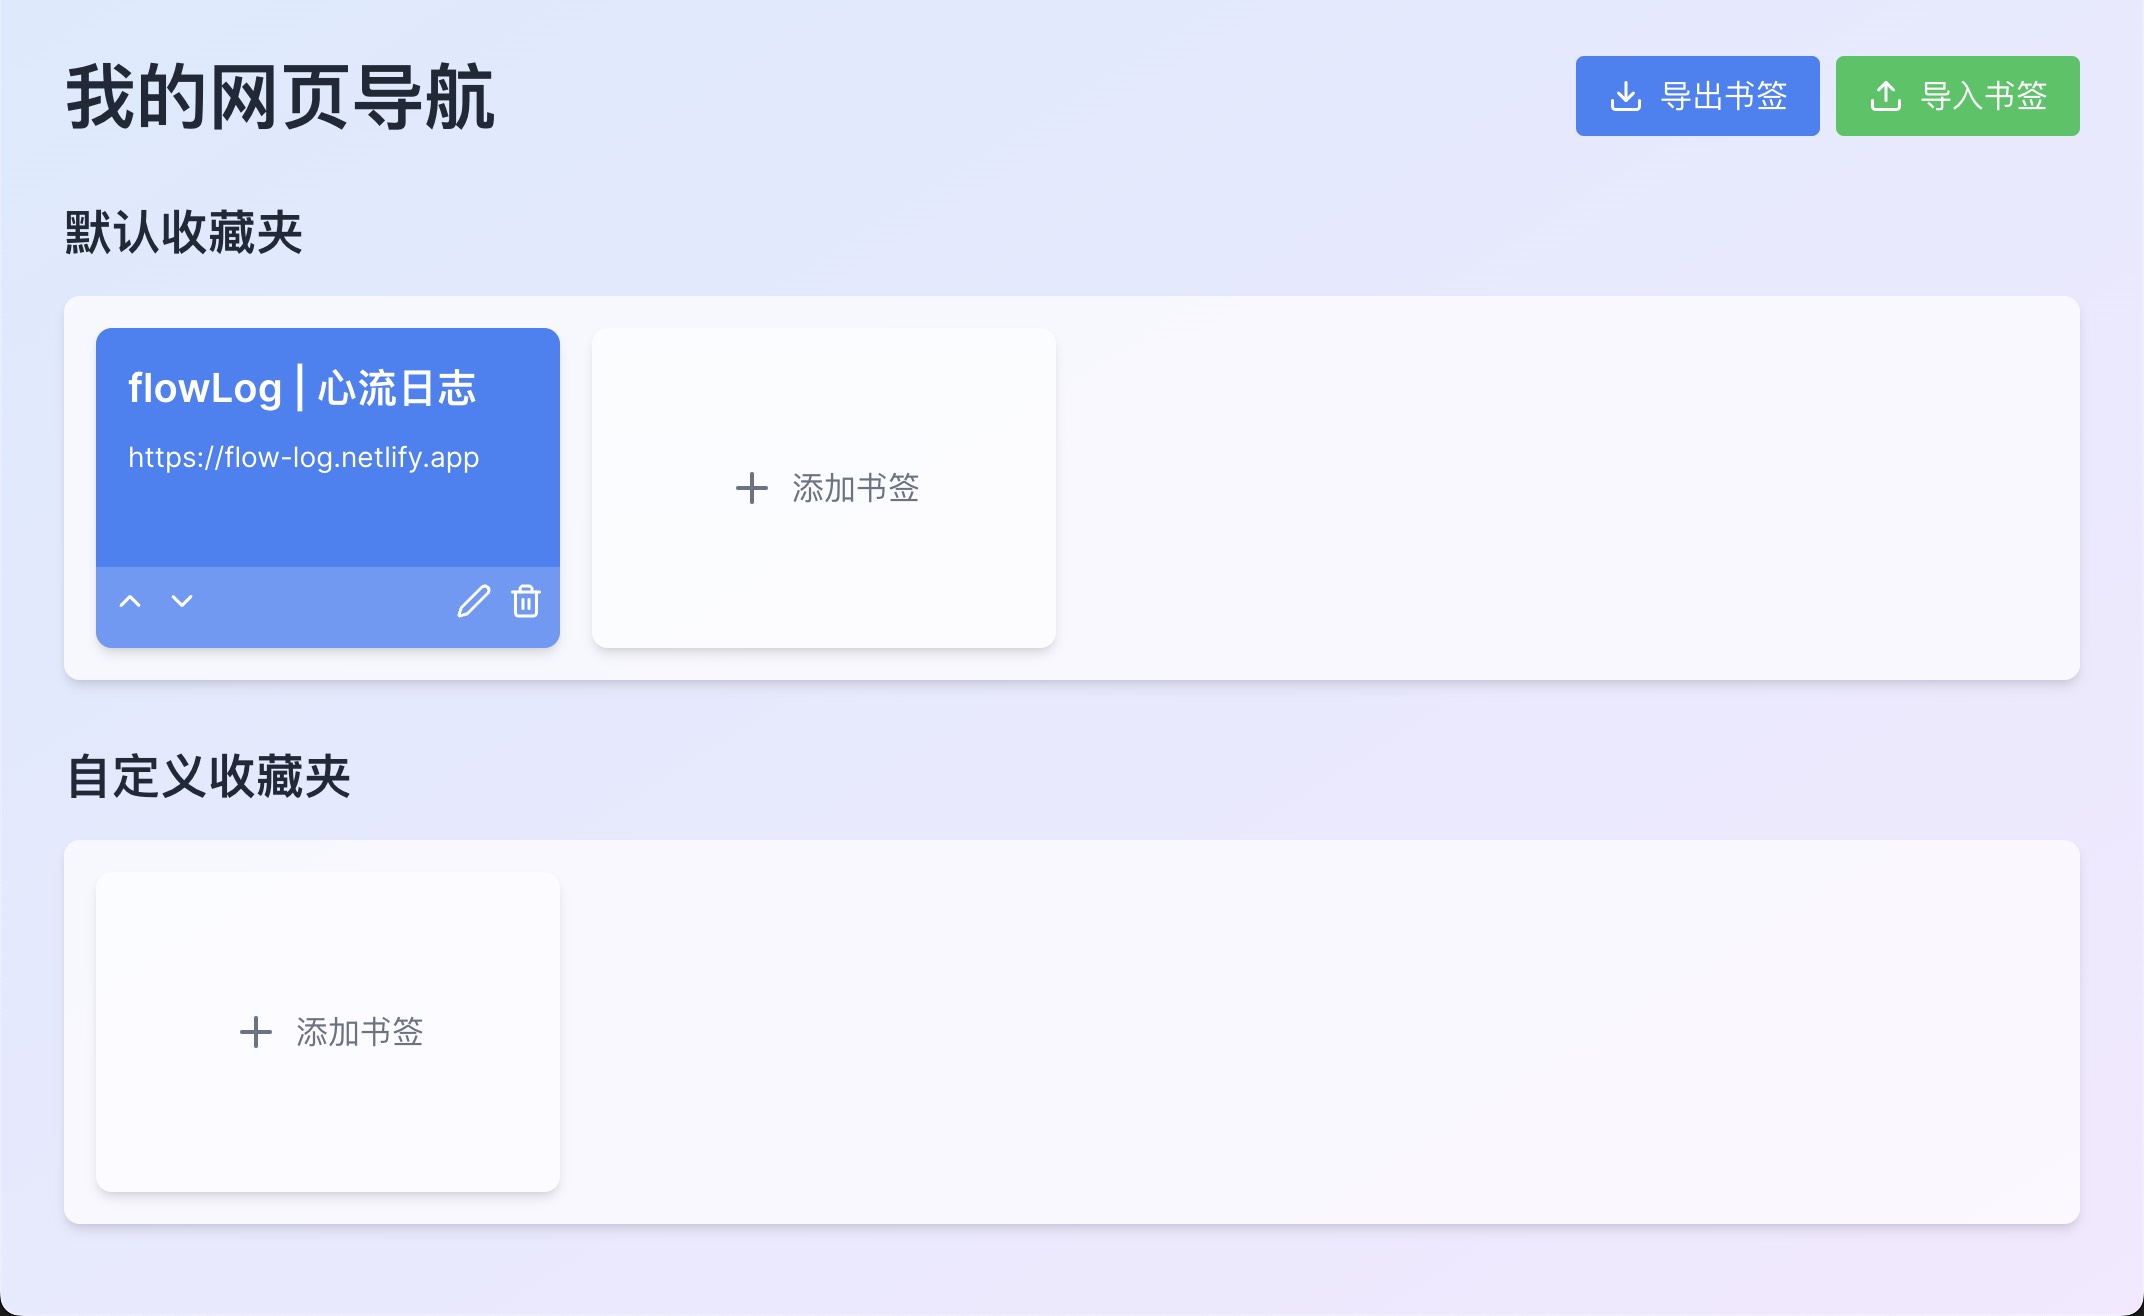 我的网页导航
导出书签
导入书签
默认收藏夹
flowLog | 心流日志
https://flow-log.netlify.app
添加书签
自定义收藏夹
添加书签